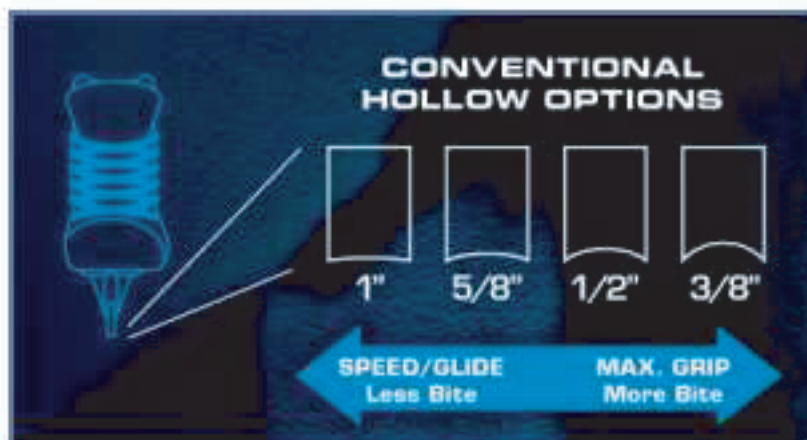 CONVENTIONAL
HOLLOW OPTIONS
1" 5/8" 1/2" 3/8"
SPEED/GLIDE MAX. GRIP
Less Bite More Bite